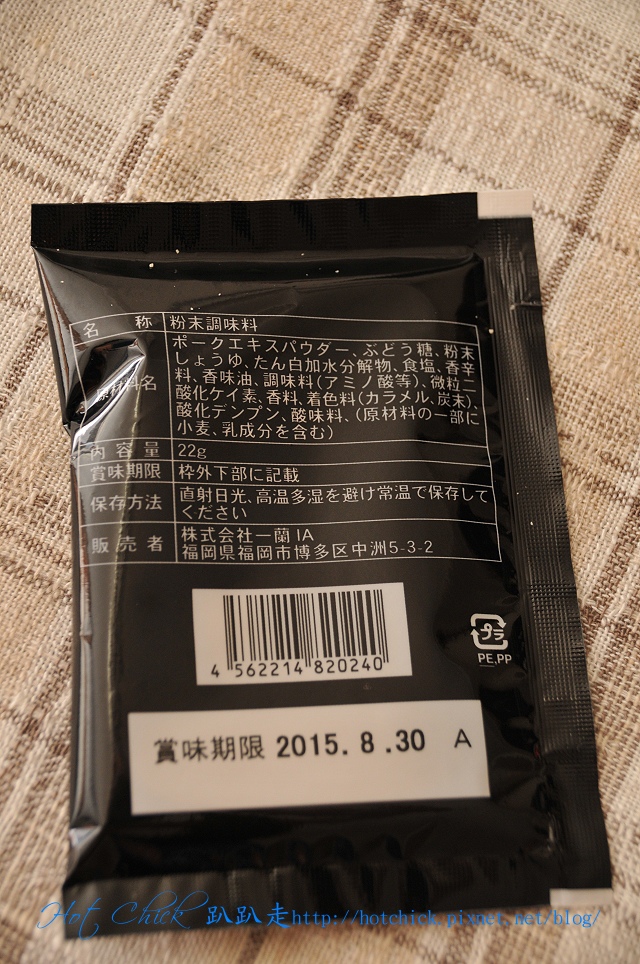 名称 粉末調味料
原材料名 ポークエキスパウダー、ぶどう糖、粉末
しょうゆ、たん白加水分解物、食塩、香辛
料、香味油、調味料(アミノ酸等)、微粒二
酸化ケイ素、香料、着色料(カラメル、炭末)、
酸化デンプン、酸味料、(原材料の一部に
小麦、乳成分を含む)
内容量 22g
賞味期限 枠外下部に記載
保存方法 直射日光、高温多湿を避け常温で保存して
ください
販売者 株式会社一蘭 IA
福岡県福岡市博多区中洲5-3-2
4 562214 820240
プラ
PE,PP
賞味期限 2015. 8 .30 A
Hot Chick 趴趴走http://hotchick.pixnet.net/blog/